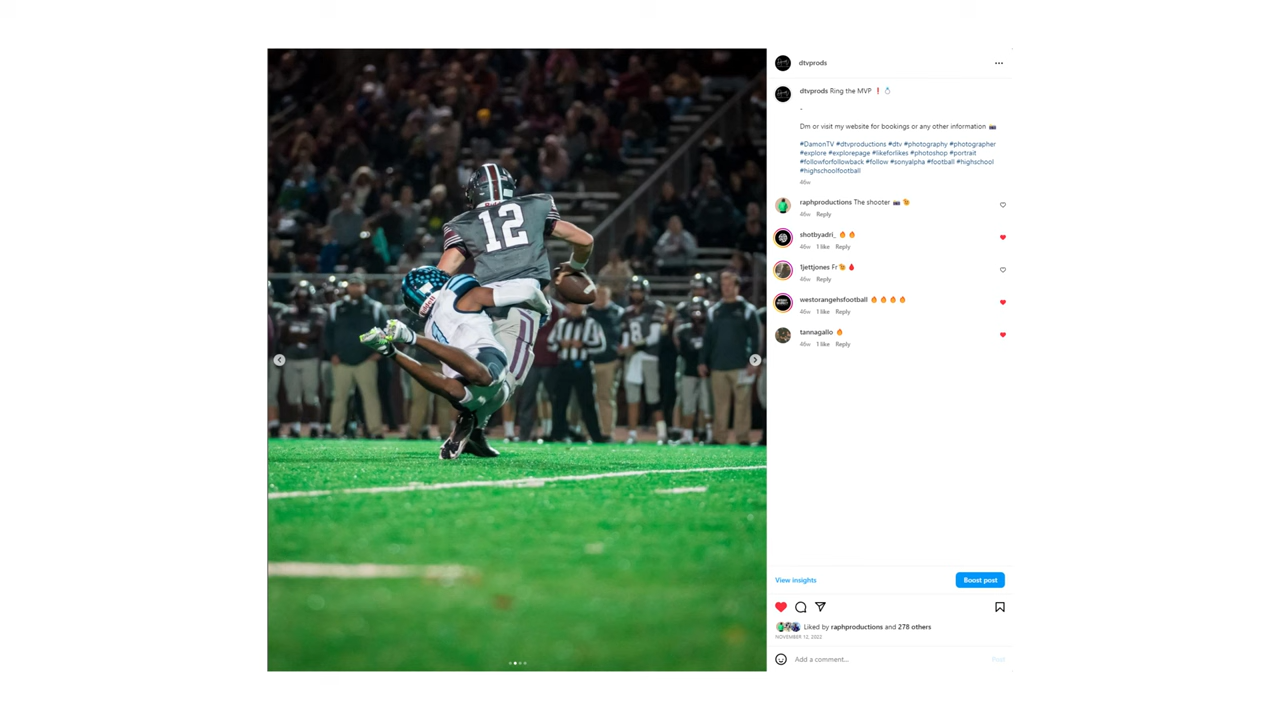 dtvprods
dtvprods Ring the MVP ❗ 💍
-
Dm or visit my website for bookings or any other information 📸
#DamonTV #dtvproductions #dtv #photography #photographer
#explore #explorepage #likeforlikes #photoshop #portrait
#followforfollowback #follow #sonyalpha #football #highschool
#highschoolfootball
46w
raphproductions The shooter 📸 👏
46w Reply
shotbyadri_ 🔥 🔥
46w 1 like Reply
1jettjones Fr 👏 🩸
46w Reply
westorangehsfootball 🔥 🔥 🔥 🔥
46w 1 like Reply
tannagallo 🔥
46w 1 like Reply
12
8
View insights
Boost post
Liked by raphproductions and 278 others
NOVEMBER 12, 2022
Add a comment...
Post